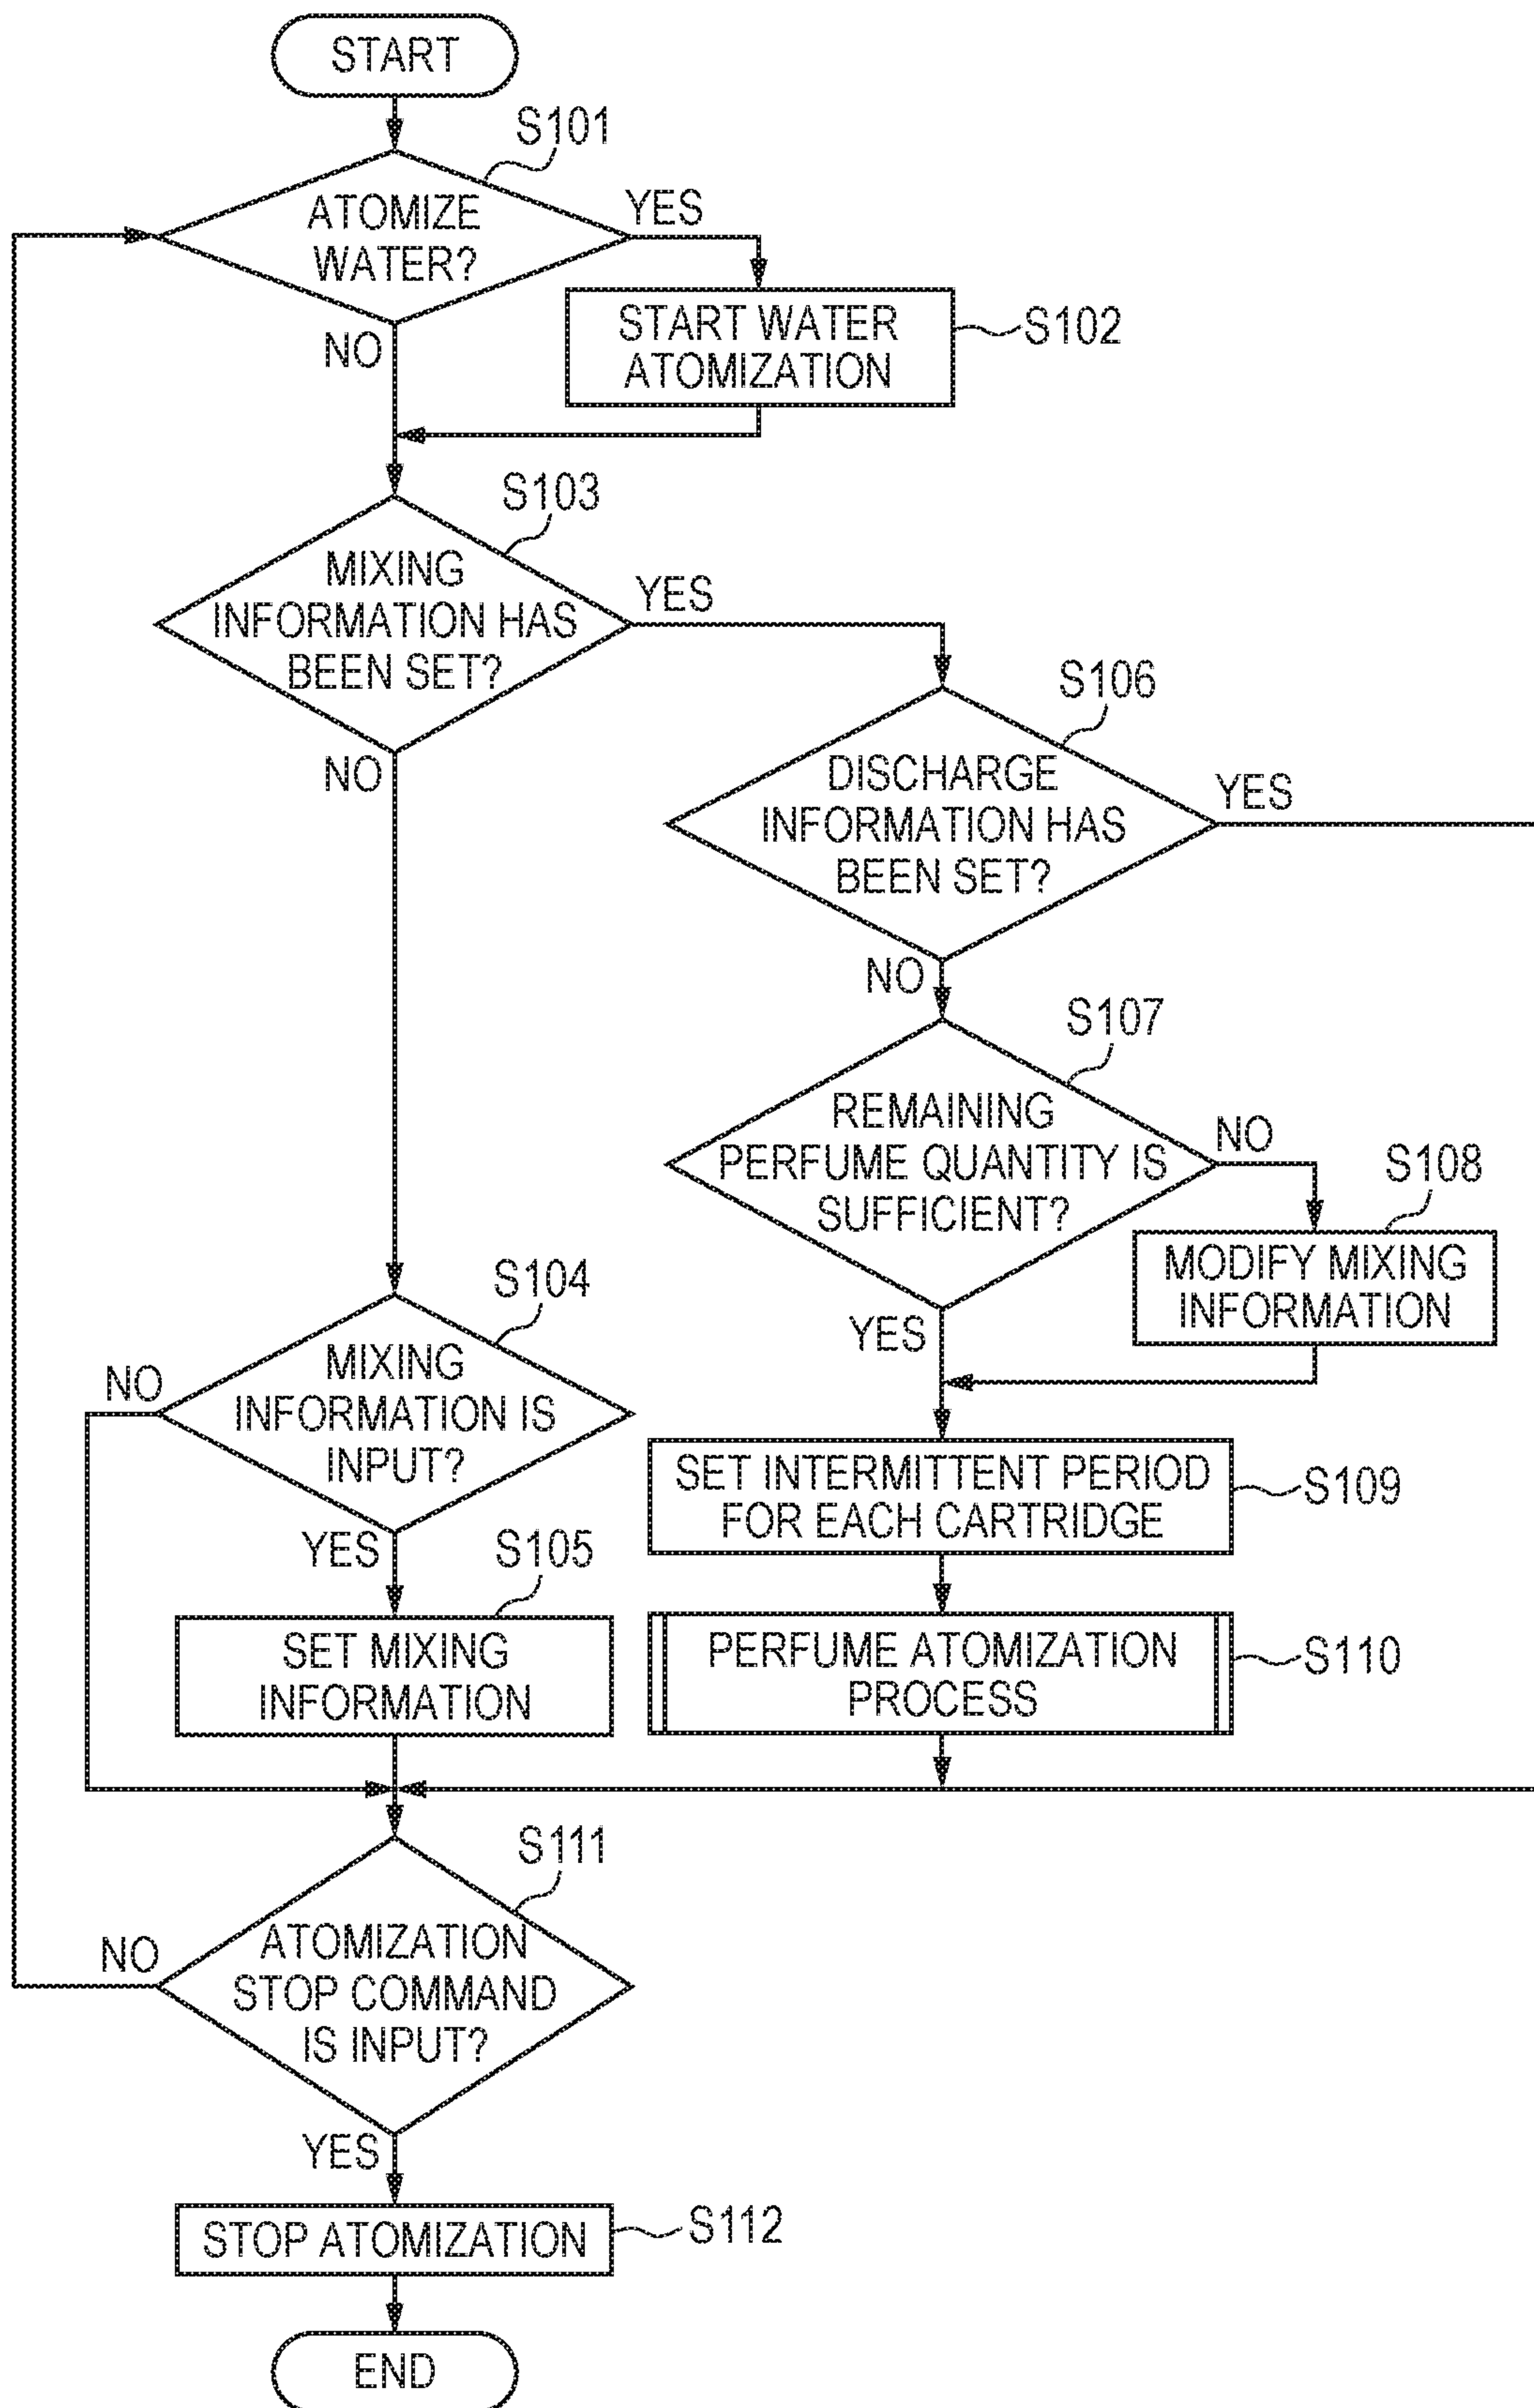 START
S101
ATOMIZE
WATER?
YES
NO
START WATER
ATOMIZATION
S102
S103
MIXING
INFORMATION HAS
BEEN SET?
YES
NO
S106
DISCHARGE
INFORMATION HAS
BEEN SET?
YES
NO
S107
REMAINING
PERFUME QUANTITY IS
SUFFICIENT?
NO
YES
S108
MODIFY MIXING
INFORMATION
S104
MIXING
INFORMATION IS
INPUT?
NO
YES
S105
SET MIXING
INFORMATION
SET INTERMITTENT PERIOD
FOR EACH CARTRIDGE
S109
PERFUME ATOMIZATION
PROCESS
S110
S111
ATOMIZATION
STOP COMMAND
IS INPUT?
NO
YES
STOP ATOMIZATION
S112
END